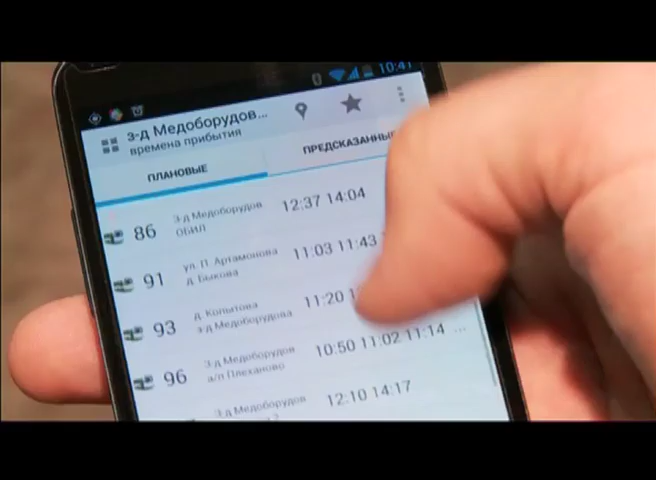 10:41
з-д Медоборудов...
времена прибытия
ПЛАНОВЫЕ
ПРЕДСКАЗАННЫЕ
86
з-д Медоборудов
ОБИЛ
12:37 14:04
91
ул. П. Артамонова
д. Быкова
11:03 11:43
93
д. Копытова
з-д Медоборудова
11:20
96
з-д Медоборудов
а/п Плеханово
10:50 11:02 11:14 ...
з-д Медоборудов
12:10 14:17